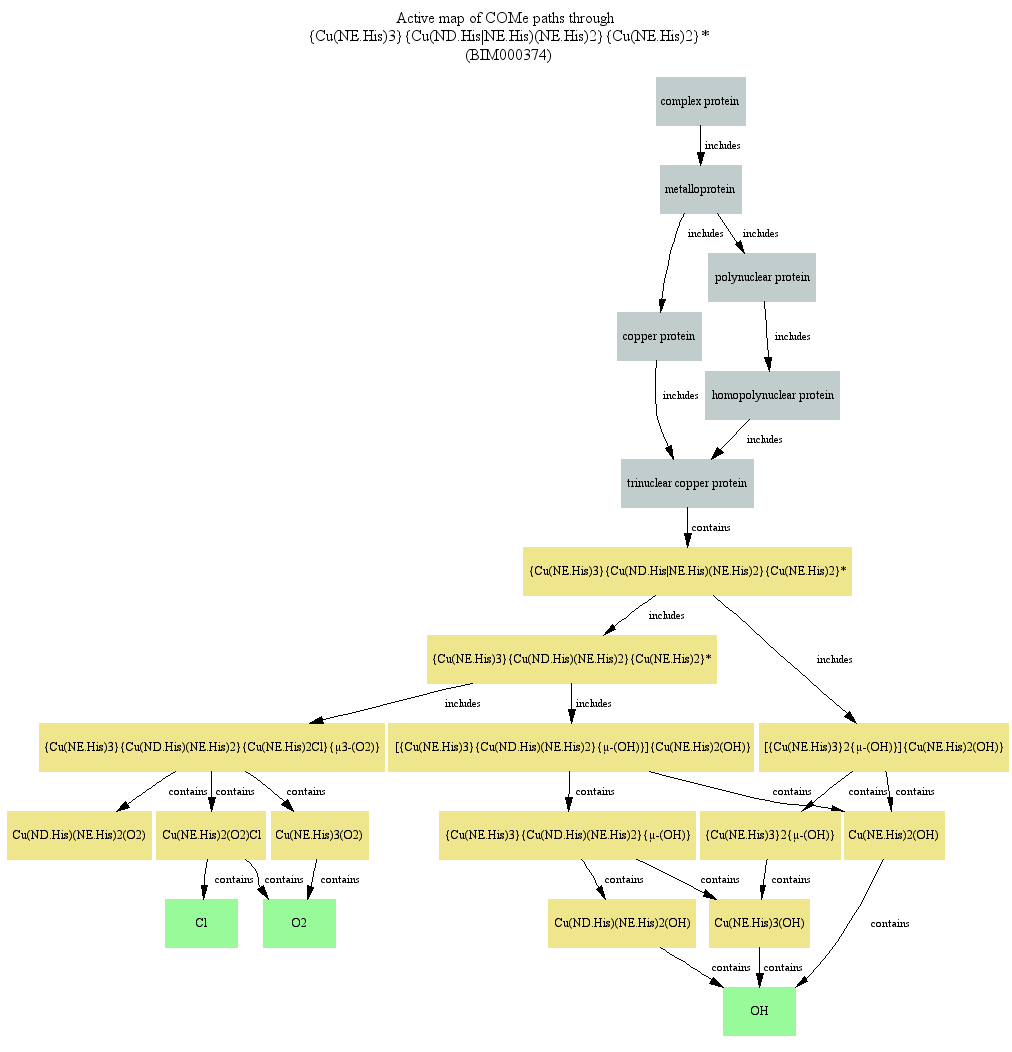 Active map of COMe paths through
{Cu(NE.His)3}{Cu(ND.His|NE.His)(NE.His)2}{Cu(NE.His)2}*
(BIM000374)
complex protein
includes
metalloprotein
includes includes
polynuclear protein
copper protein
includes
includes
homopolynuclear protein
includes
trinuclear copper protein
contains
{Cu(NE.His)3}{Cu(ND.His|NE.His)(NE.His)2}{Cu(NE.His)2}*
includes
{Cu(NE.His)3}{Cu(ND.His)(NE.His)2}{Cu(NE.His)2}*
includes
includes includes
{Cu(NE.His)3}{Cu(ND.His)(NE.His)2}{Cu(NE.His)2Cl}{μ3-(O2)}
[{Cu(NE.His)3}{Cu(ND.His)(NE.His)2}{μ-(OH)}]{Cu(NE.His)2(OH)}
[{Cu(NE.His)3}2{μ-(OH)}]{Cu(NE.His)2(OH)}
contains contains contains contains contains contains contains
Cu(ND.His)(NE.His)2(O2)
Cu(NE.His)2(O2)Cl
Cu(NE.His)3(O2)
{Cu(NE.His)3}{Cu(ND.His)(NE.His)2}{μ-(OH)}
{Cu(NE.His)3}2{μ-(OH)}
Cu(NE.His)2(OH)
contains contains contains contains contains contains
Cl
O2
Cu(ND.His)(NE.His)2(OH)
Cu(NE.His)3(OH)
contains
contains contains
OH